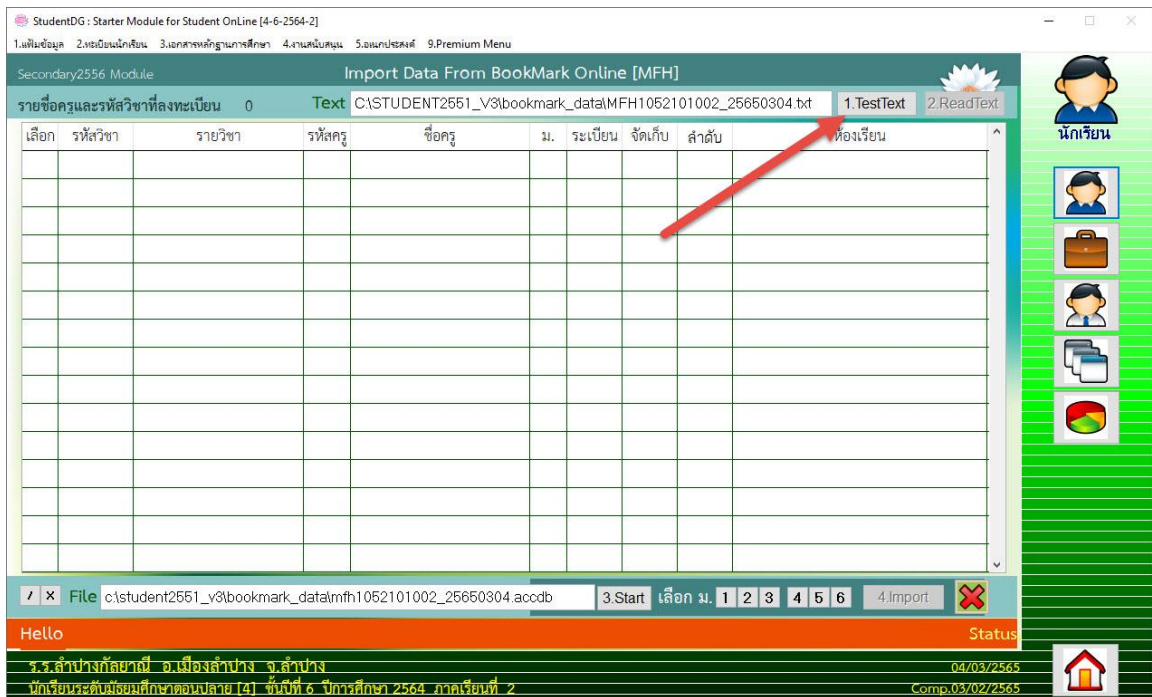 StudentDG : Starter Module for Student OnLine [4-6-2564-2]
1.แฟ้มข้อมูล 2.ทะเบียนนักเรียน 3.เอกสารหลักฐานการศึกษา 4.งานสนับสนุน 5.อเนกประสงค์ 9.Premium Menu
Secondary2556 Module Import Data From BookMark Online [MFH]
รายชื่อครูและรหัสวิชาที่ลงทะเบียน 0 Text C:\STUDENT2551_V3\bookmark_data\MFH1052101002_25650304.txt 1.TestText 2.ReadText
เลือก รหัสวิชา รายวิชา รหัสครู ชื่อครู ม. ระเบียน จัดเก็บ ลำดับ ห้องเรียน
นักเรียน
/ X File c:\student2551_v3\bookmark_data\mfh1052101002_25650304.accdb 3.Start เลือก ม. 1 2 3 4 5 6 4.Import
Hello Status
ร.ร.ลำปางกัลยาณี อ.เมืองลำปาง จ.ลำปาง 04/03/2565
นักเรียนระดับมัธยมศึกษาตอนปลาย [4] ชั้นปีที่ 6 ปีการศึกษา 2564 ภาคเรียนที่ 2 Comp.03/02/2565